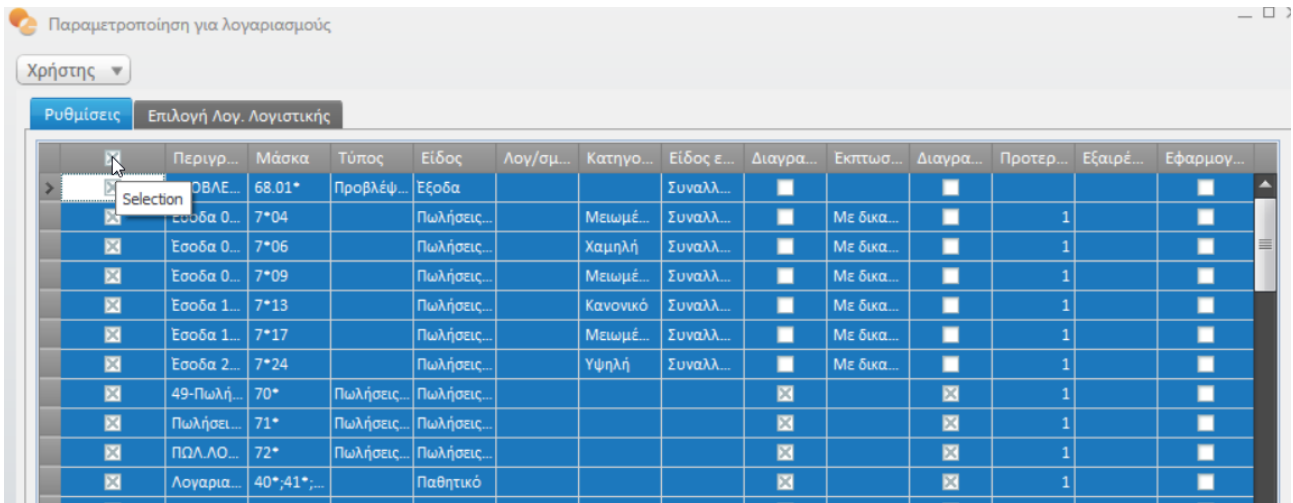 Παραμετροποίηση για λογαριασμούς
Χρήστης
Ρυθμίσεις Επιλογή Λογ. Λογιστικής
Περιγρ... Μάσκα Τύπος Είδος Λογ/σμ... Κατηγο... Είδος ε... Διαγρα... Εκπτωσ... Διαγρα... Προτερ... Εξαιρέ... Εφαρμογ...
68.01* Προβλέψ... Έξοδα Συναλλ...
Selection
Έσοδα 0... 7*04 Πωλήσεις... Μειωμέ... Συναλλ... Με δικα... 1
Έσοδα 0... 7*06 Πωλήσεις... Χαμηλή Συναλλ... Με δικα... 1
Έσοδα 0... 7*09 Πωλήσεις... Μειωμέ... Συναλλ... Με δικα... 1
Έσοδα 1... 7*13 Πωλήσεις... Κανονικό Συναλλ... Με δικα... 1
Έσοδα 1... 7*17 Πωλήσεις... Μειωμέ... Συναλλ... Με δικα... 1
Έσοδα 2... 7*24 Πωλήσεις... Υψηλή Συναλλ... Με δικα... 1
49-Πωλή... 70* Πωλήσεις... Πωλήσεις... 1
Πωλήσει... 71* Πωλήσεις... Πωλήσεις... 1
ΠΩΛ.ΛΟ... 72* Πωλήσεις... Πωλήσεις... 1
Λογαρια... 40*;41*;... Παθητικό 1